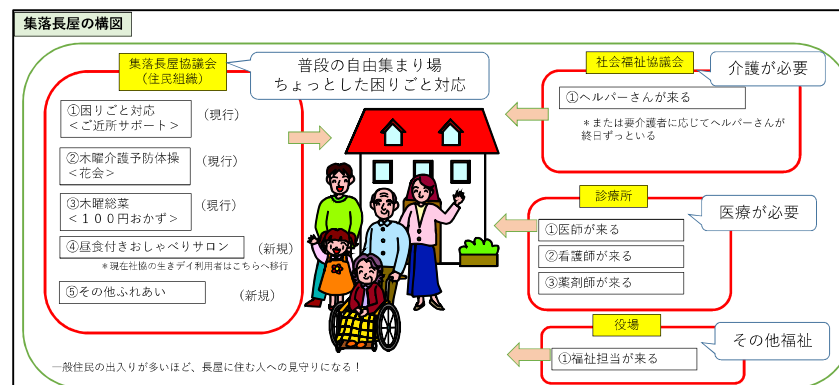 集落長屋の構図
集落長屋協議会
(住民組織)
普段の自由集まり場
ちょっとした困りごと対応
①困りごと対応
＜ご近所サポート＞
(現行)
②木曜介護予防体操
＜花会＞
(現行)
③木曜総菜
＜１００円おかず＞
(現行)
④昼食付きおしゃべりサロン
(新規)
＊現在社協の生きデイ利用者はこちらへ移行
⑤その他ふれあい
(新規)
一般住民の出入りが多いほど、長屋に住む人への見守りになる！
社会福祉協議会
介護が必要
①ヘルパーさんが来る
＊または要介護者に応じてヘルパーさんが
終日ずっといる
診療所
医療が必要
①医師が来る
②看護師が来る
③薬剤師が来る
役場
その他福祉
①福祉担当が来る